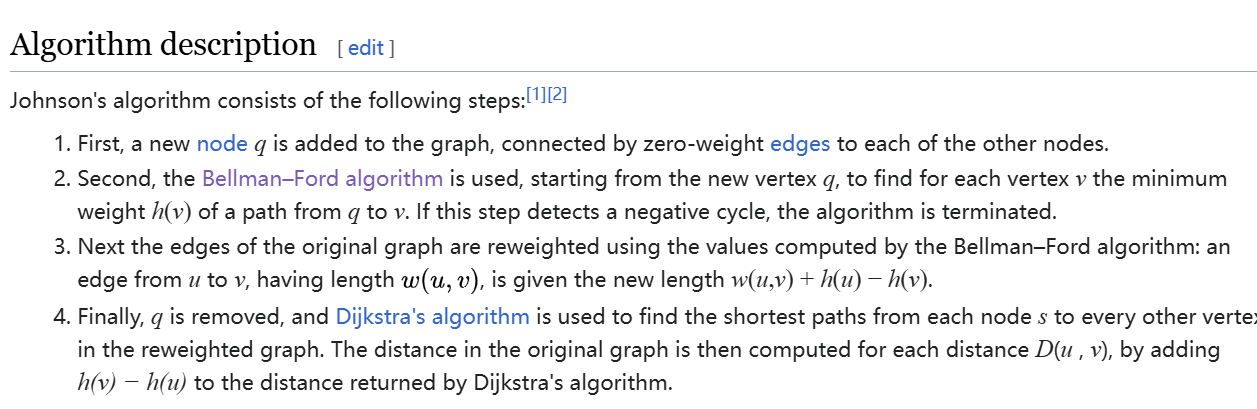 Algorithm description [ edit ]
Johnson's algorithm consists of the following steps:[1][2]
1. First, a new node q is added to the graph, connected by zero-weight edges to each of the other nodes.
2. Second, the Bellman–Ford algorithm is used, starting from the new vertex q, to find for each vertex v the minimum
weight h(v) of a path from q to v. If this step detects a negative cycle, the algorithm is terminated.
3. Next the edges of the original graph are reweighted using the values computed by the Bellman–Ford algorithm: an
edge from u to v, having length w(u, v), is given the new length w(u,v) + h(u) − h(v).
4. Finally, q is removed, and Dijkstra's algorithm is used to find the shortest paths from each node s to every other vertex
in the reweighted graph. The distance in the original graph is then computed for each distance D(u , v), by adding
h(v) − h(u) to the distance returned by Dijkstra's algorithm.